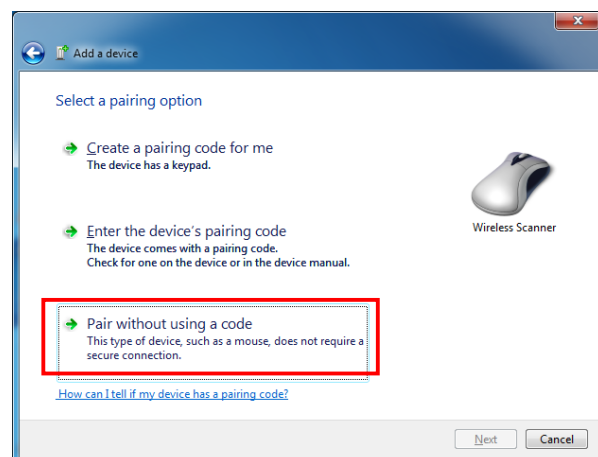 Add a device
Select a pairing option
Create a pairing code for me
The device has a keypad.
Wireless Scanner
Enter the device's pairing code
The device comes with a pairing code.
Check for one on the device or in the device manual.
Pair without using a code
This type of device, such as a mouse, does not require a
secure connection.
How can I tell if my device has a pairing code?
Next
Cancel